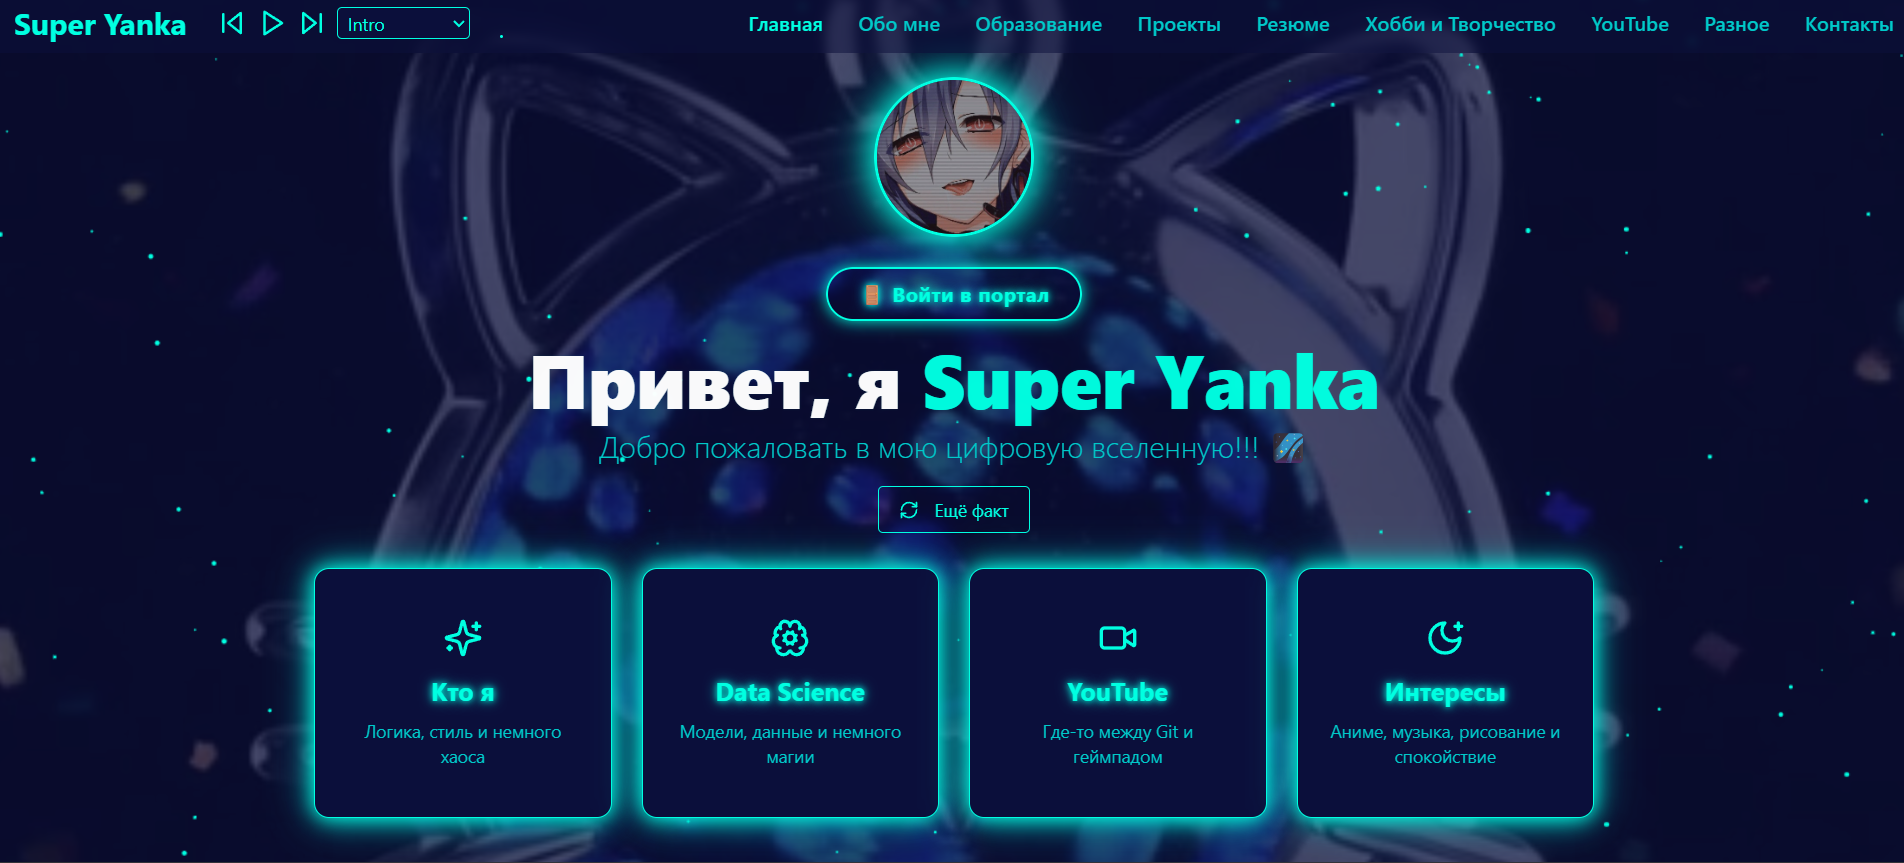 Super Yanka
Intro
Главная Обо мне Образование Проекты Резюме Хобби и Творчество YouTube Разное Контакты
Войти в портал
Привет, я Super Yanka
Добро пожаловать в мою цифровую вселенную!!!
Ещё факт
Кто я
Логика, стиль и немного
хаоса
Data Science
Модели, данные и немного
магии
YouTube
Где-то между Git и
геймпадом
Интересы
Аниме, музыка, рисование и
спокойствие